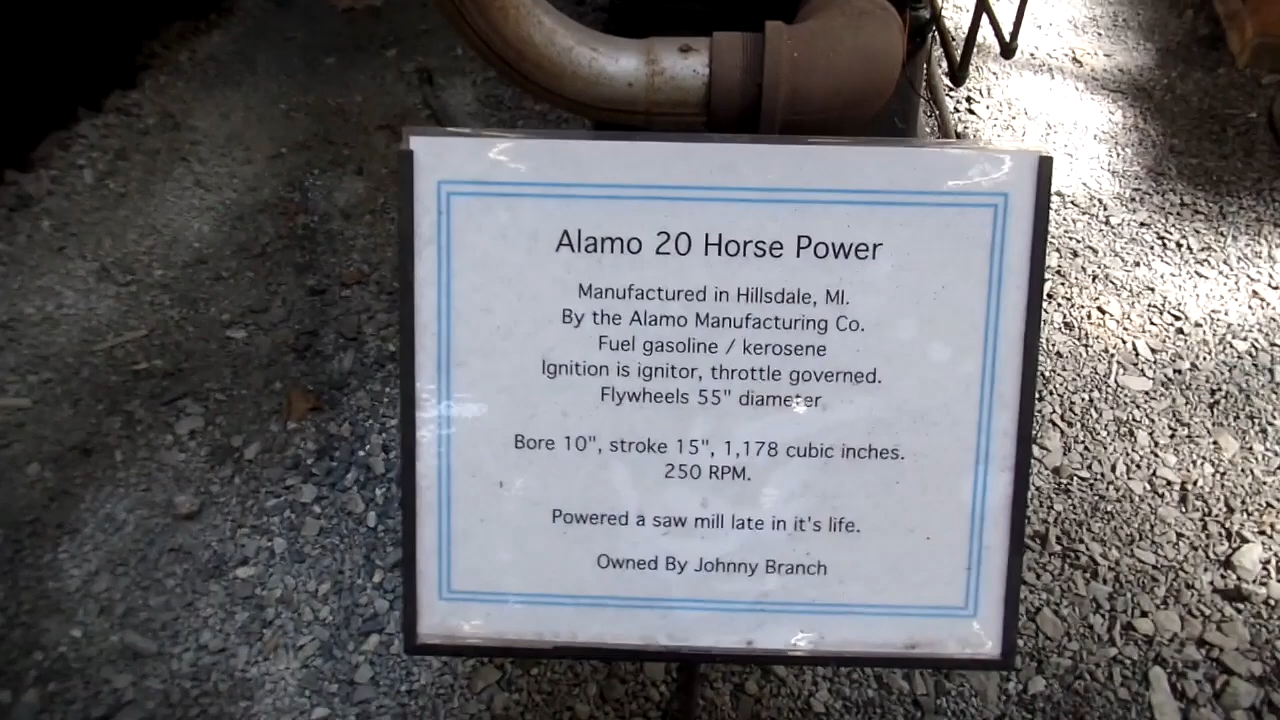 Alamo 20 Horse Power
Manufactured in Hillsdale, MI.
By the Alamo Manufacturing Co.
Fuel gasoline / kerosene
Ignition is ignitor, throttle governed.
Flywheels 55" diameter
Bore 10", stroke 15", 1,178 cubic inches.
250 RPM.
Powered a saw mill late in it's life.
Owned By Johnny Branch